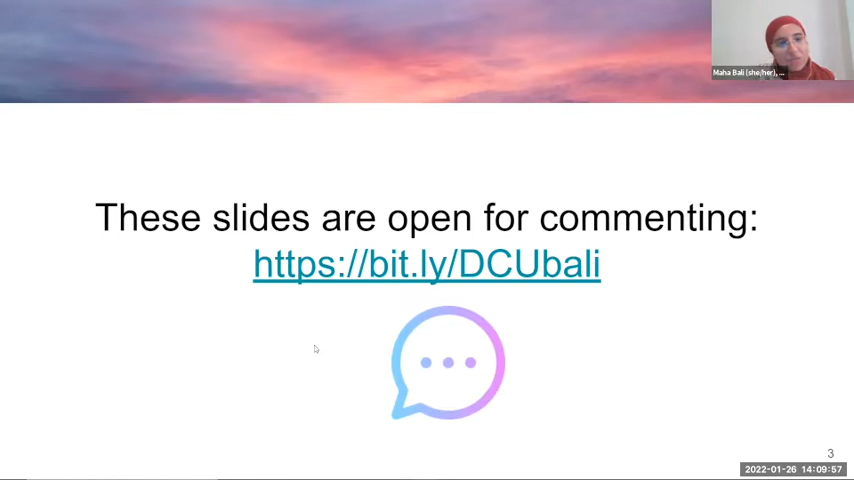 Maha Bali (she/her), ...
These slides are open for commenting:
https://bit.ly/DCUbali
3
2022-01-26 14:09:57